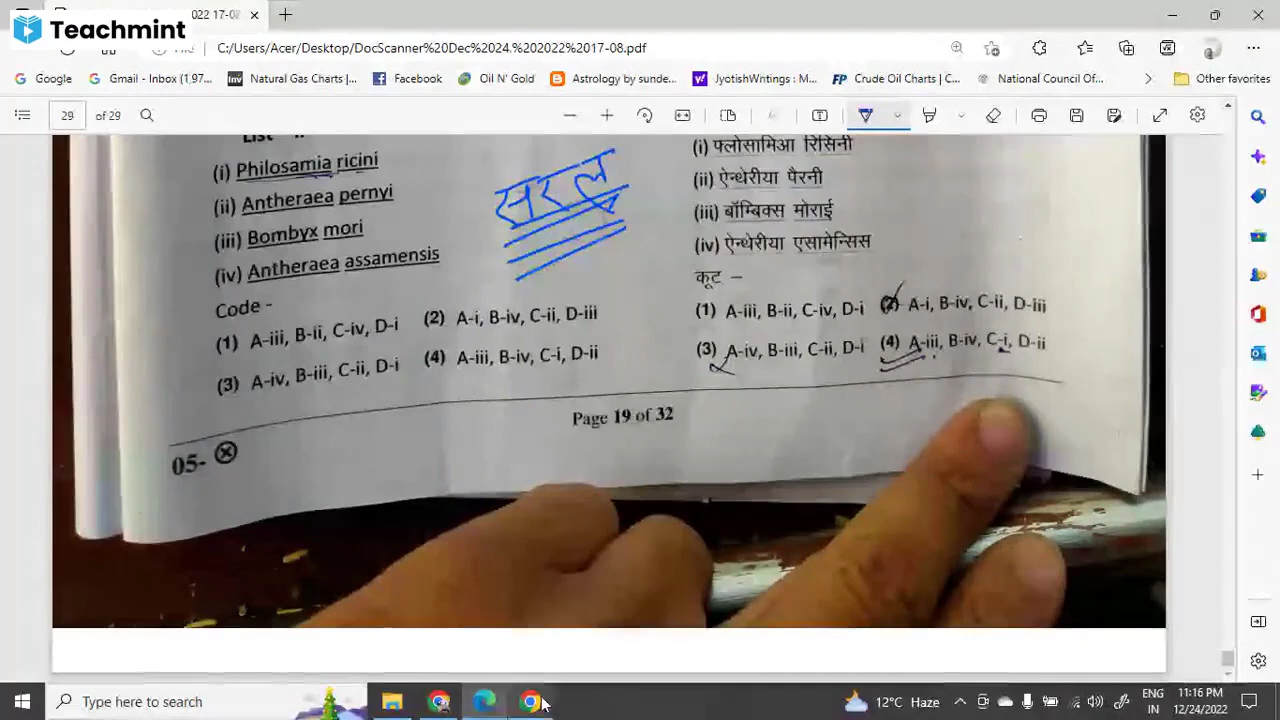 Teachmint
2022 17-02
C:/Users/Acer/Desktop/DocScanner%20Dec%2024.%202022%2017-08.pdf
Google
Gmail - Inbox (1,97...
Natural Gas Charts |...
Facebook
Oil N' Gold
Astrology by sunde...
JyotishWritings : M...
Crude Oil Charts | C...
National Council Of...
Other favorites
29 of 29
(i) Philosamia ricini
(ii) Antheraea pernyi
(iii) Bombyx mori
(iv) Antheraea assamensis
Code -
(1) A-iii, B-ii, C-iv, D-i
(2) A-i, B-iv, C-ii, D-iii
(3) A-iv, B-iii, C-ii, D-i
(4) A-iii, B-iv, C-i, D-ii
सरल
(i) फ्लोसामिआ रिसिनी
(ii) ऐन्थेरीया पैरनी
(iii) बॉम्बिक्स मोराई
(iv) ऐन्थेरीया एसामेन्सिस
कूट –
(1) A-iii, B-ii, C-iv, D-i
(2) A-i, B-iv, C-ii, D-iii
(3) A-iv, B-iii, C-ii, D-i
(4) A-iii, B-iv, C-i, D-ii
Page 19 of 32
05-
Type here to search
12°C Haze
ENG
IN
11:16 PM
12/24/2022